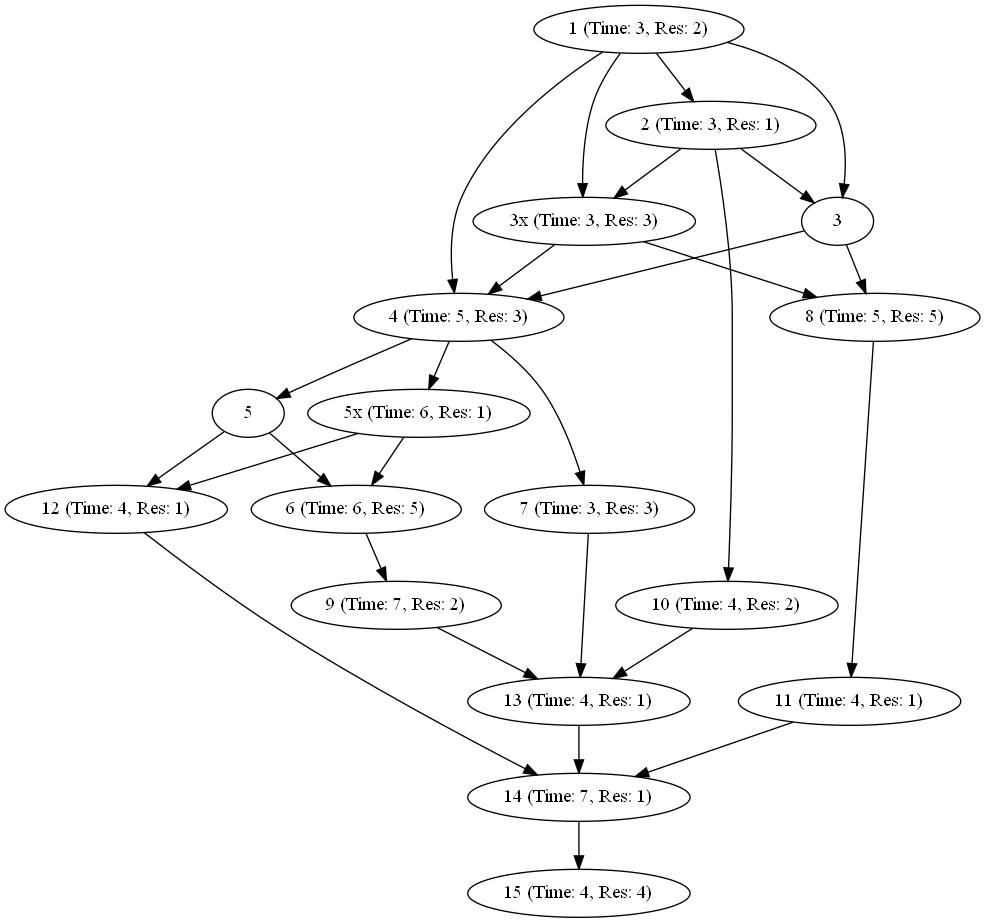 1 (Time: 3, Res: 2)
2 (Time: 3, Res: 1)
3x (Time: 3, Res: 3)
3
4 (Time: 5, Res: 3)
8 (Time: 5, Res: 5)
5
5x (Time: 6, Res: 1)
12 (Time: 4, Res: 1)
6 (Time: 6, Res: 5)
7 (Time: 3, Res: 3)
9 (Time: 7, Res: 2)
10 (Time: 4, Res: 2)
13 (Time: 4, Res: 1)
11 (Time: 4, Res: 1)
14 (Time: 7, Res: 1)
15 (Time: 4, Res: 4)